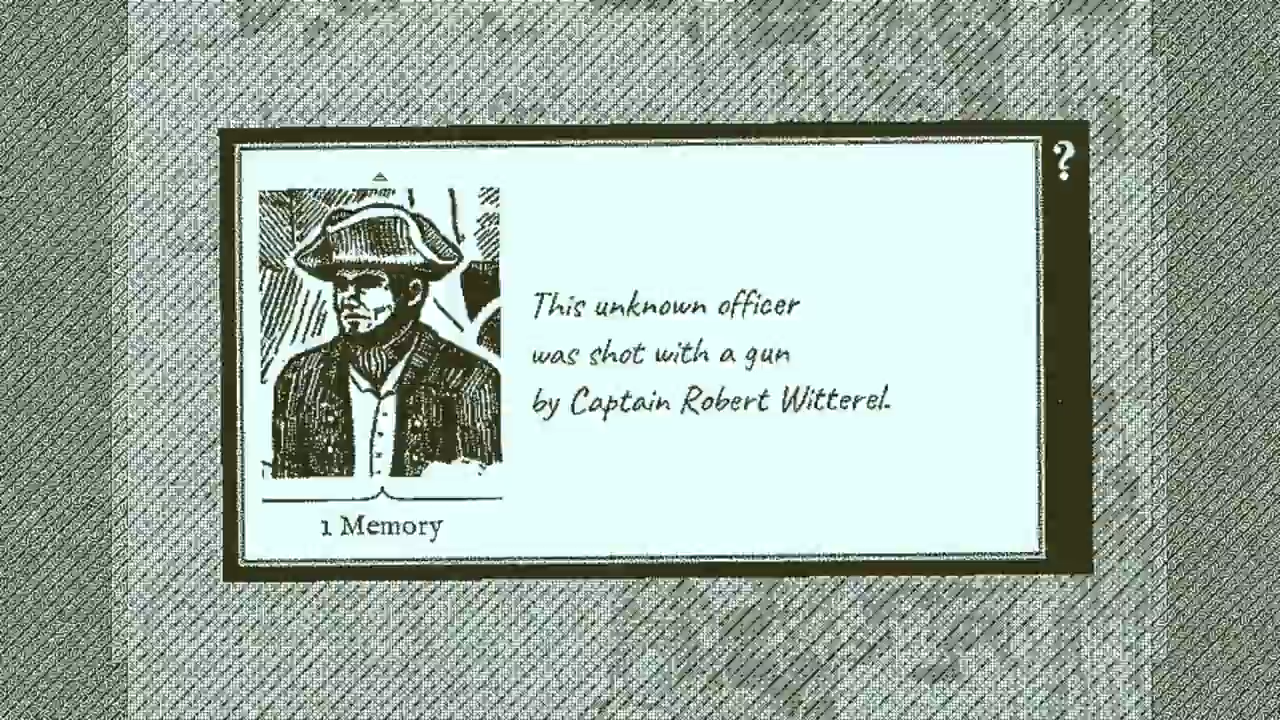 ?
This unknown officer
was shot with a gun
by Captain Robert Witterel.
1 Memory